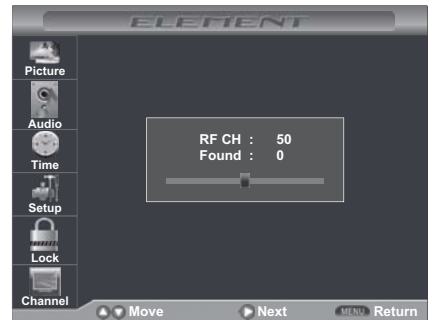 ELEMENT
Picture
Audio
Time
Setup
Lock
Channel
RF CH : 50
Found : 0
Move
Next
MENU Return